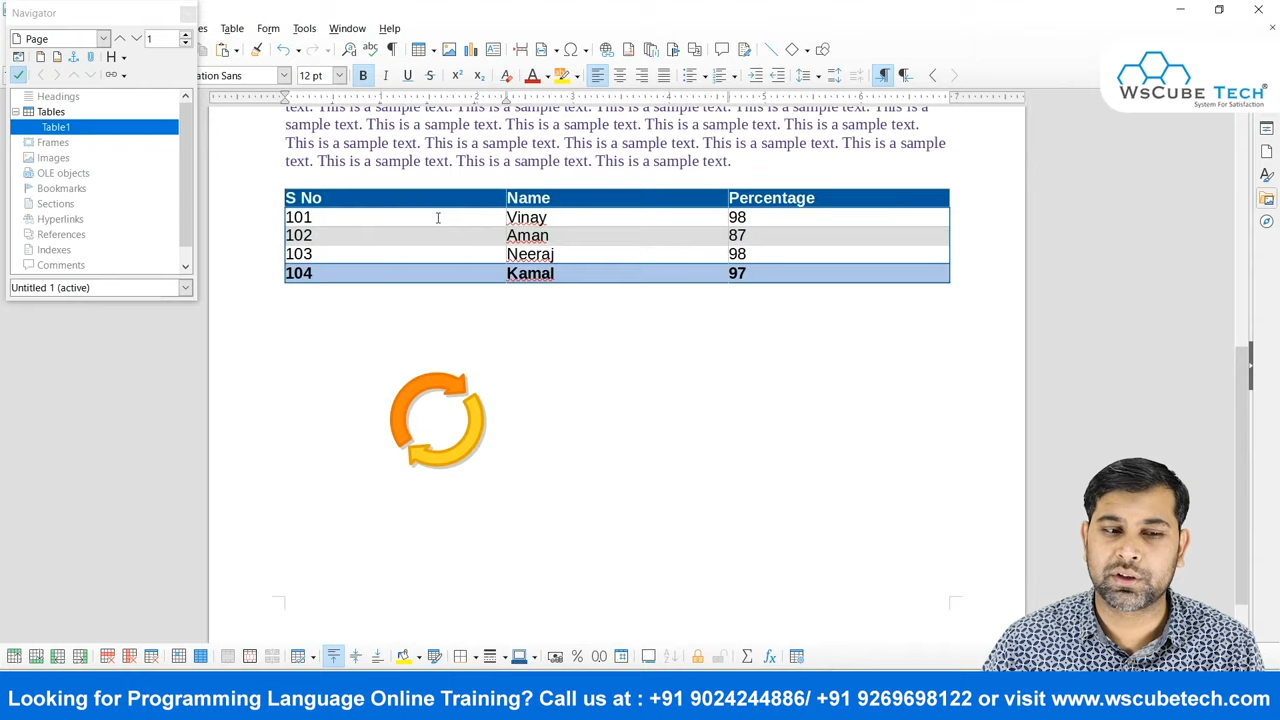 Navigator
Page
1
Headings
Tables
Table1
Frames
Images
OLE objects
Bookmarks
Sections
Hyperlinks
References
Indexes
Comments
Untitled 1 (active)
Table Form Tools Window Help
12 pt
sample text. This is a sample text. This is a sample text. This is a sample text. This is a sample text.
This is a sample text. This is a sample text. This is a sample text. This is a sample text. This is a sample
text. This is a sample text. This is a sample text. This is a sample text.
S No Name Percentage
101 Vinay 98
102 Aman 87
103 Neeraj 98
104 Kamal 97
WsCube Tech®
System For Satisfaction
Looking for Programming Language Online Training? Call us at : +91 9024244886/ +91 9269698122 or visit www.wscubetech.com